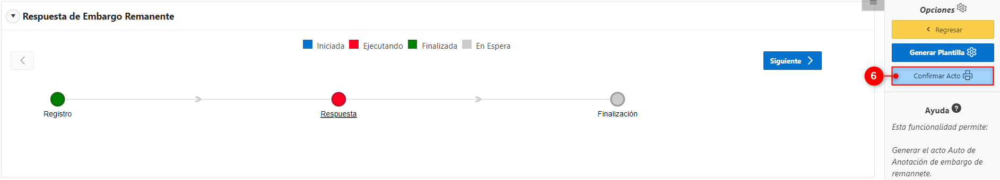 Respuesta de Embargo Remanente
Iniciada Ejecutando Finalizada En Espera
Siguiente
Registro Respuesta Finalización
Opciones
Regresar
Generar Plantilla
6
Confirmar Acto
Ayuda
Esta funcionalidad permite:
Generar el acto Auto de
Anotación de embargo de
remannete.